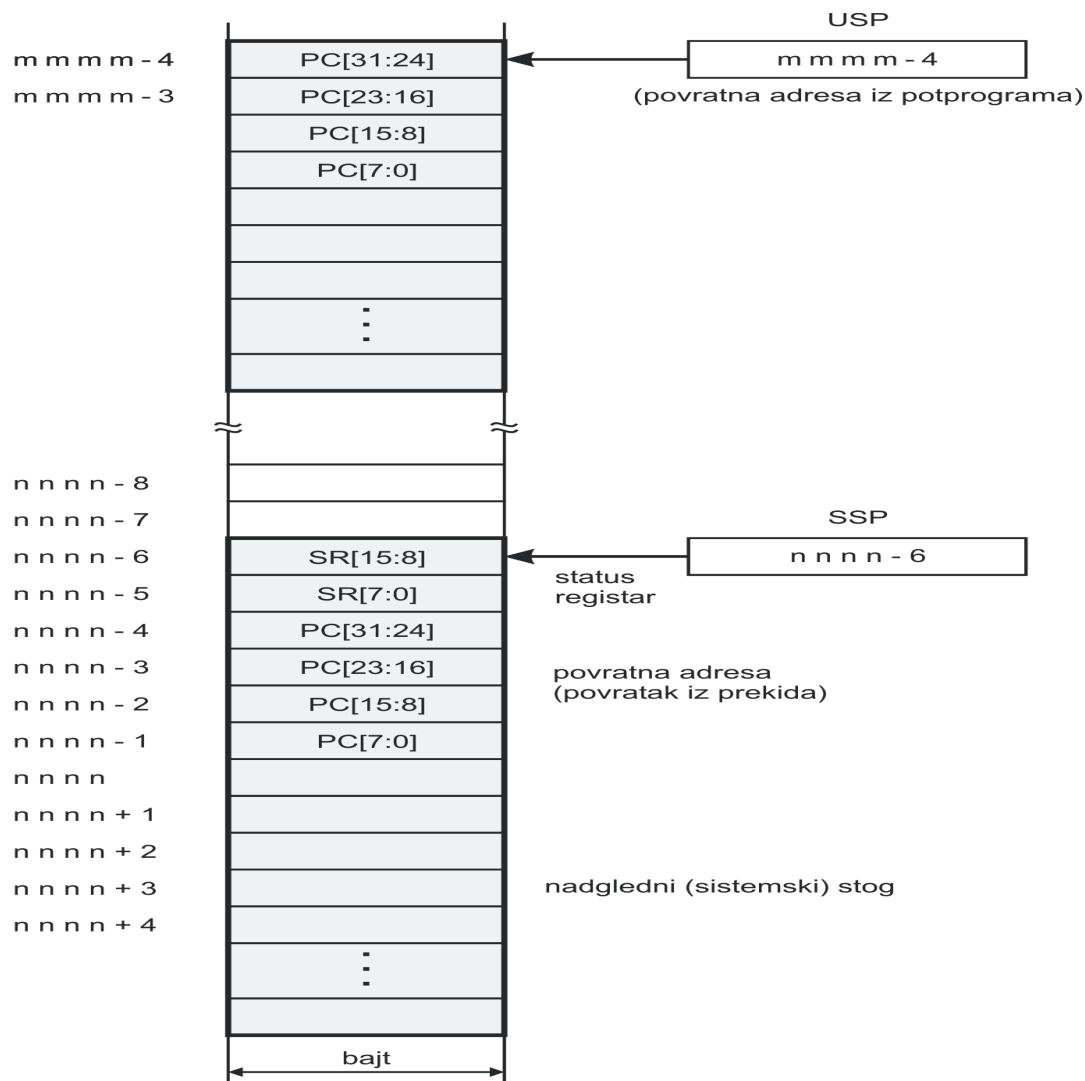 USP
m m m m - 4 PC[31:24] m m m m - 4
m m m m - 3 PC[23:16] (povratna adresa iz potprograma)
PC[15:8]
PC[7:0]
n n n n - 8
n n n n - 7
SSP
n n n n - 6 SR[15:8] n n n n - 6
status
registar
n n n n - 5 SR[7:0]
n n n n - 4 PC[31:24]
n n n n - 3 PC[23:16]
povratna adresa
(povratak iz prekida)
n n n n - 2 PC[15:8]
n n n n - 1 PC[7:0]
n n n n
n n n n + 1
n n n n + 2
n n n n + 3 nadgledni (sistemski) stog
n n n n + 4
bajt